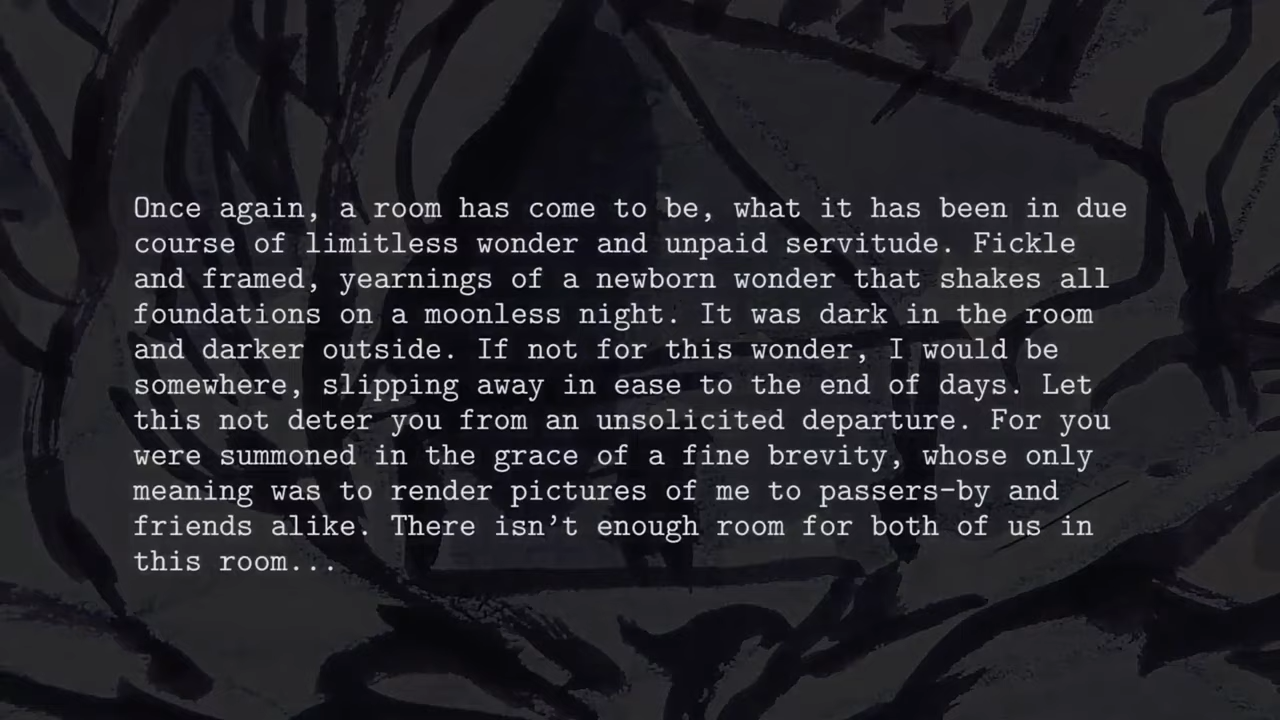 Once again, a room has come to be, what it has been in due
course of limitless wonder and unpaid servitude. Fickle
and framed, yearnings of a newborn wonder that shakes all
foundations on a moonless night. It was dark in the room
and darker outside. If not for this wonder, I would be
somewhere, slipping away in ease to the end of days. Let
this not deter you from an unsolicited departure. For you
were summoned in the grace of a fine brevity, whose only
meaning was to render pictures of me to passers-by and
friends alike. There isn't enough room for both of us in
this room...